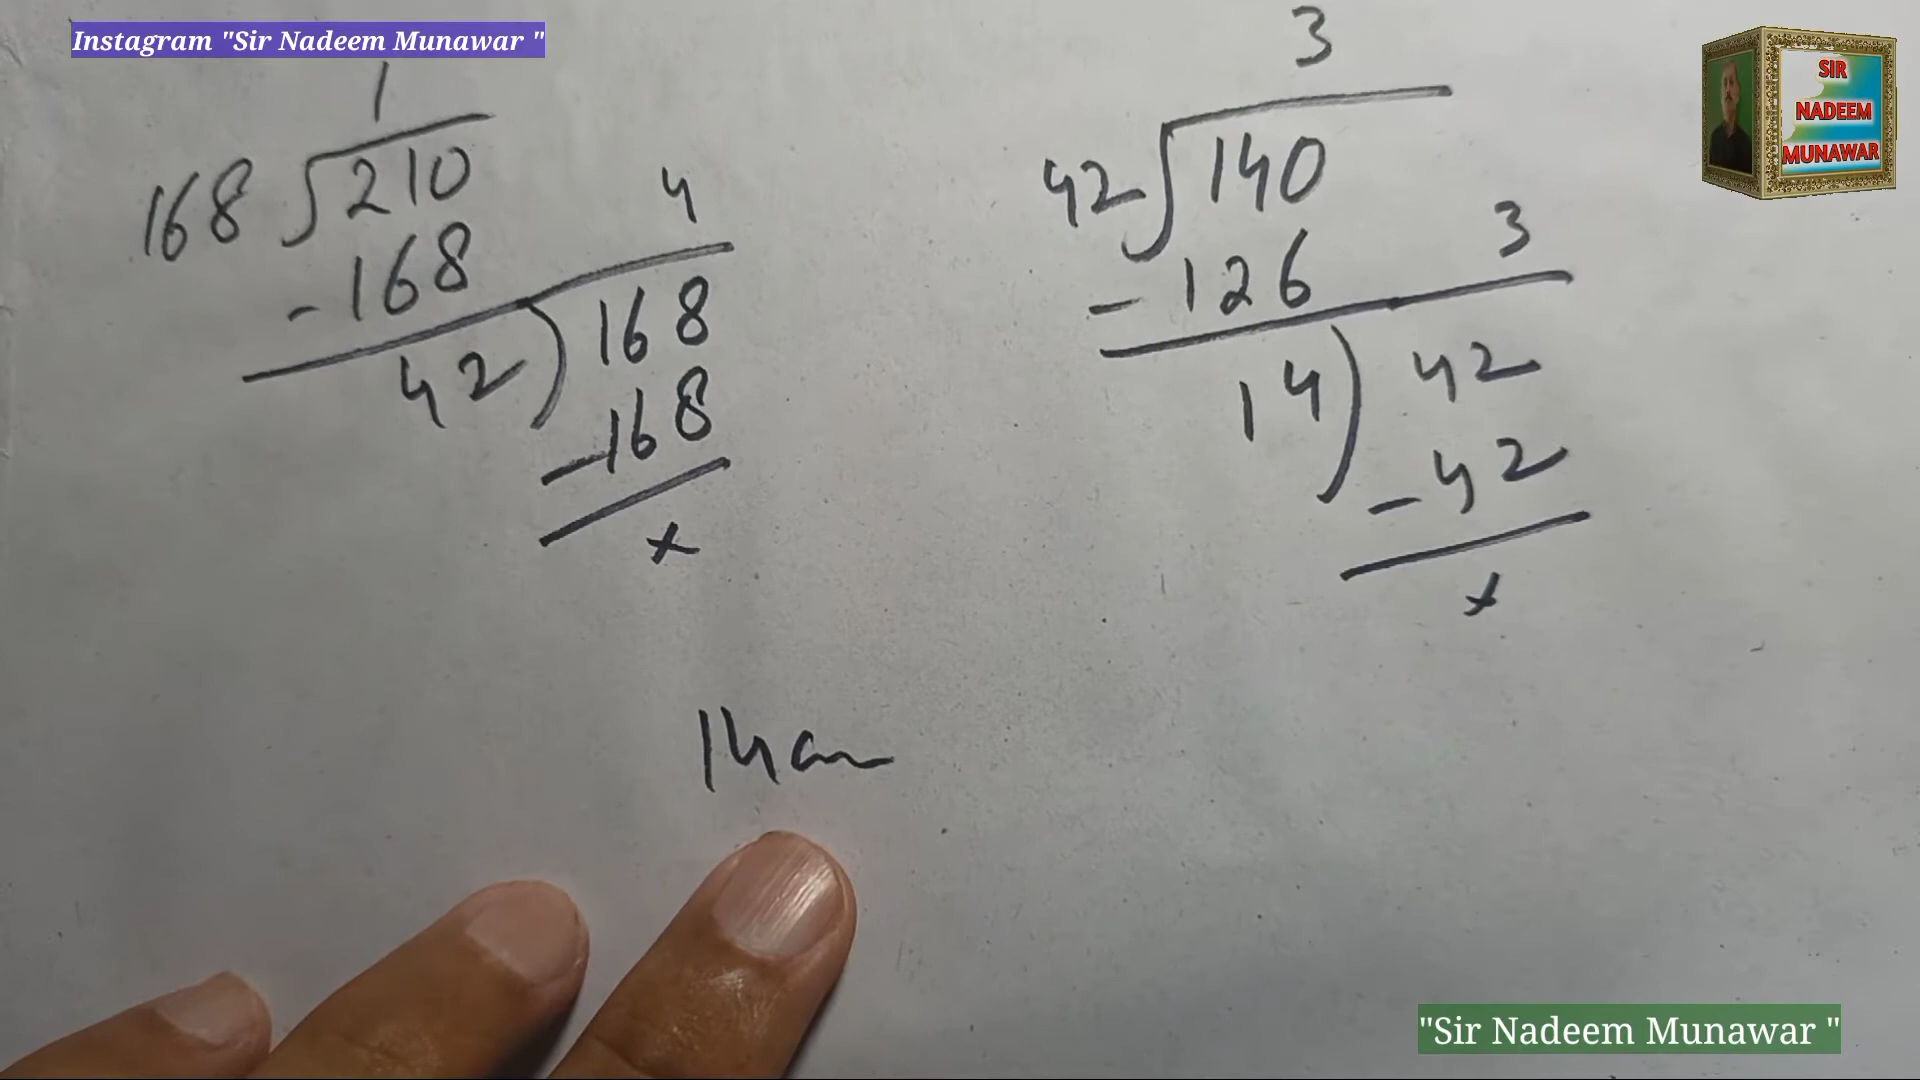 Instagram "Sir Nadeem Munawar "
SIR
NADEEM
MUNAWAR
1
168 210
-168
4
42 ) 168
-168
x
3
42 140
-126
3
14 ) 42
-42
x
14cm
"Sir Nadeem Munawar "